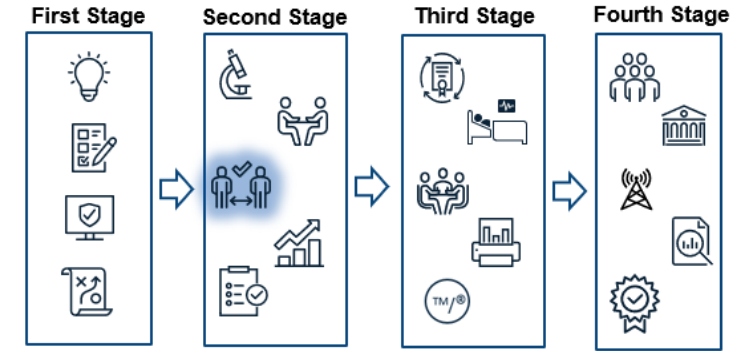 First Stage
Second Stage
Third Stage
Fourth Stage
TM/®